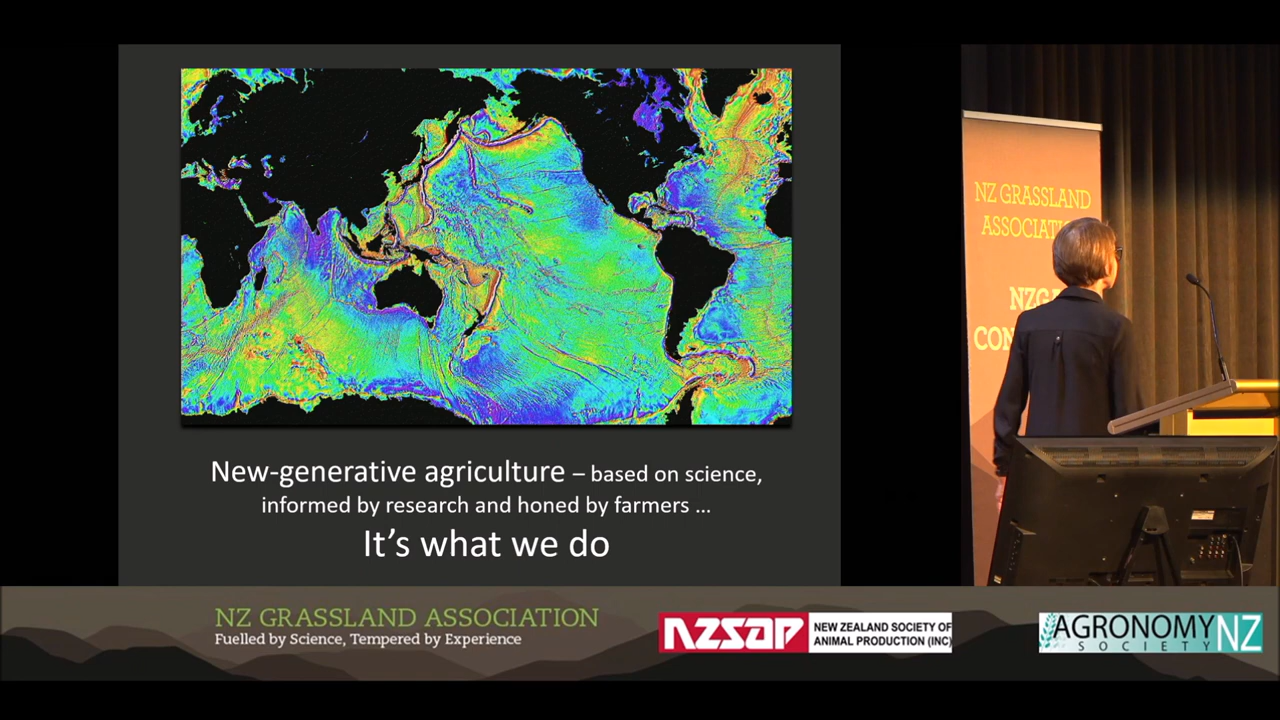 New-generative agriculture – based on science,
informed by research and honed by farmers ...
It's what we do
NZ GRASSLAND
ASSOCIATI
NZG
CON
NZ GRASSLAND ASSOCIATION
Fuelled by Science, Tempered by Experience
NZSAP
NEW ZEALAND SOCIETY OF
ANIMAL PRODUCTION (INC)
AGRONOMY NZ
SOCIETY